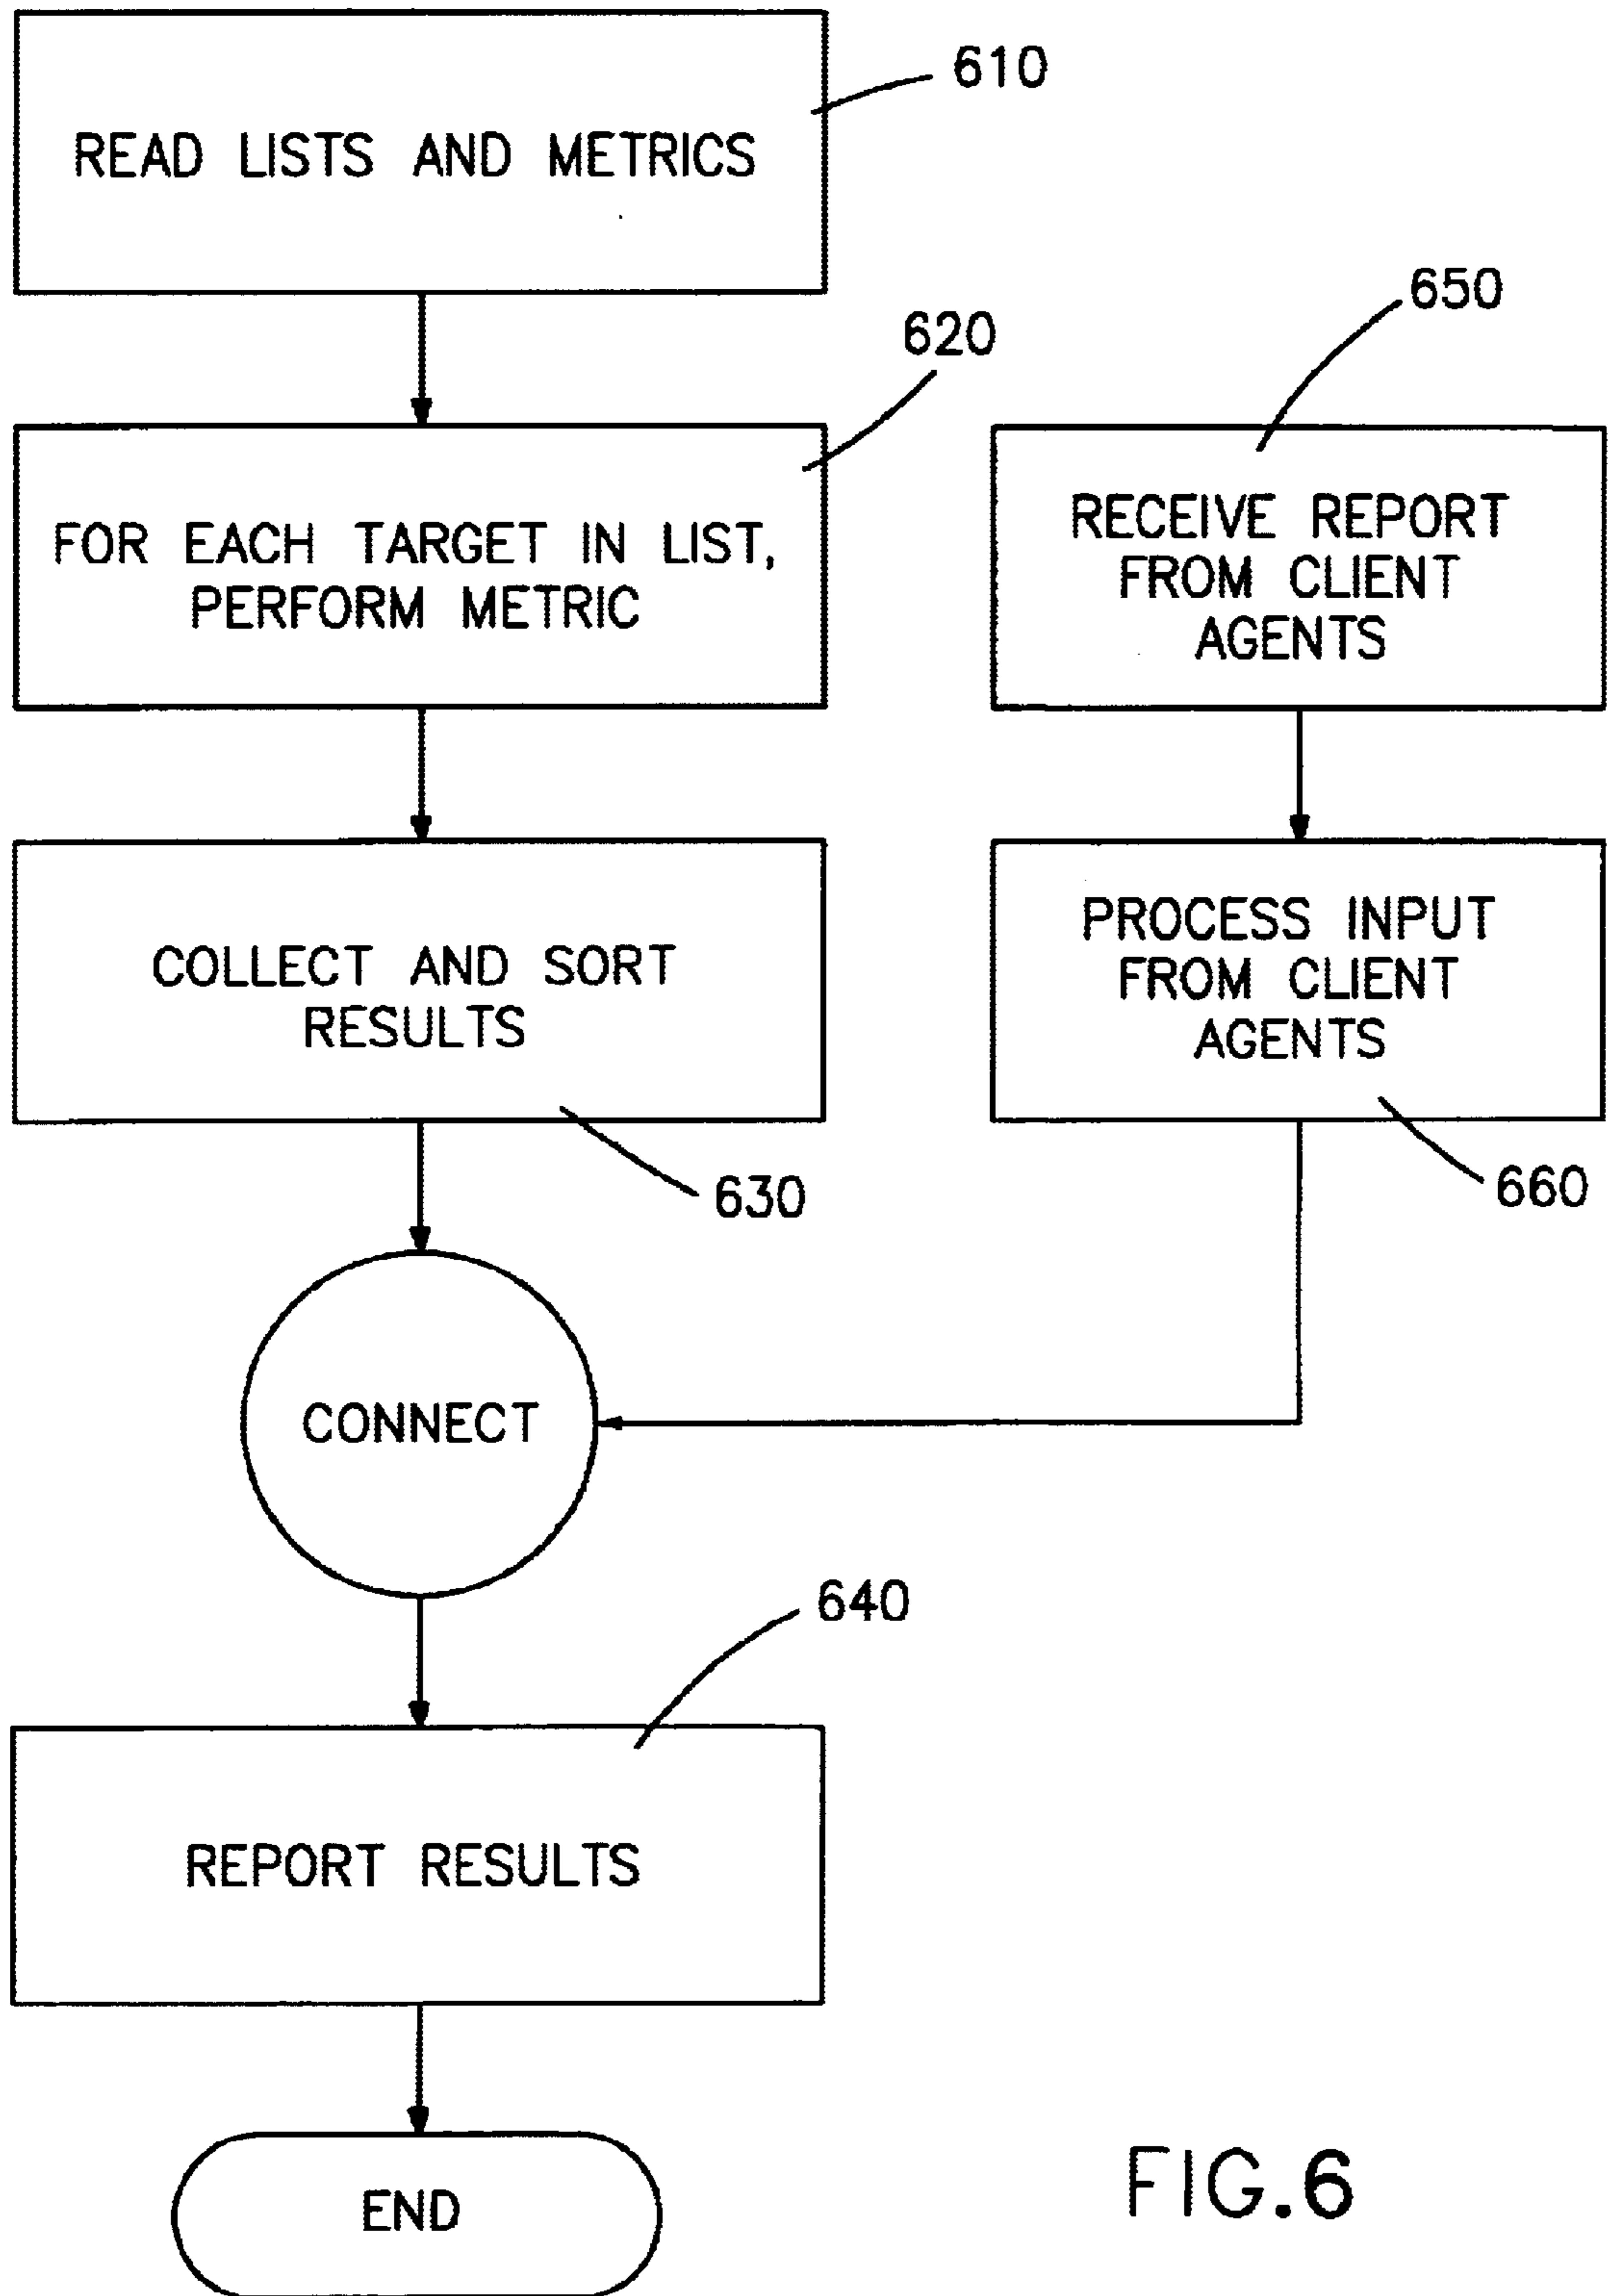 610
READ LISTS AND METRICS
620
FOR EACH TARGET IN LIST,
PERFORM METRIC
650
RECEIVE REPORT
FROM CLIENT
AGENTS
COLLECT AND SORT
RESULTS
630
PROCESS INPUT
FROM CLIENT
AGENTS
660
CONNECT
640
REPORT RESULTS
END
FIG.6